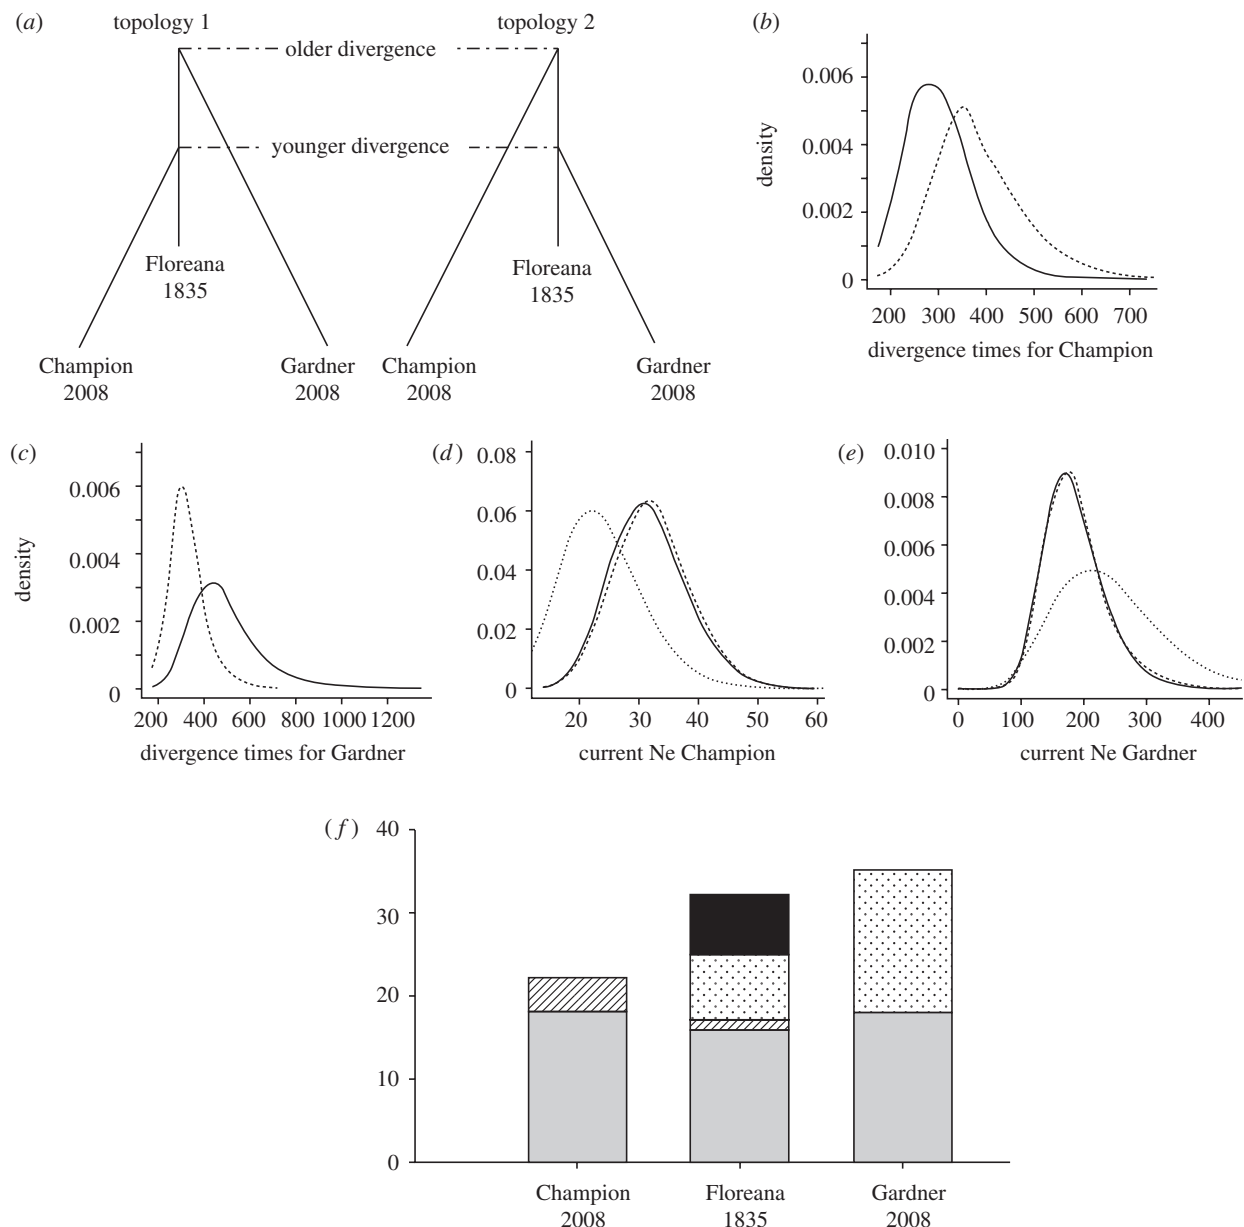 (a)
topology 1
topology 2
older divergence
younger divergence
Floreana
1835
Floreana
1835
Champion
2008
Gardner
2008
Champion
2008
Gardner
2008
(b)
density
0.006
0.004
0.002
0
200 300 400 500 600 700
divergence times for Champion
(c)
density
0.006
0.004
0.002
0
200 400 600 800 1000 1200
divergence times for Gardner
(d)
0.08
0.06
0.04
0.02
0
20 30 40 50 60
current Ne Champion
(e)
0.010
0.008
0.006
0.004
0.002
0
0 100 200 300 400
current Ne Gardner
(f)
40
30
20
10
0
Champion
2008
Floreana
1835
Gardner
2008